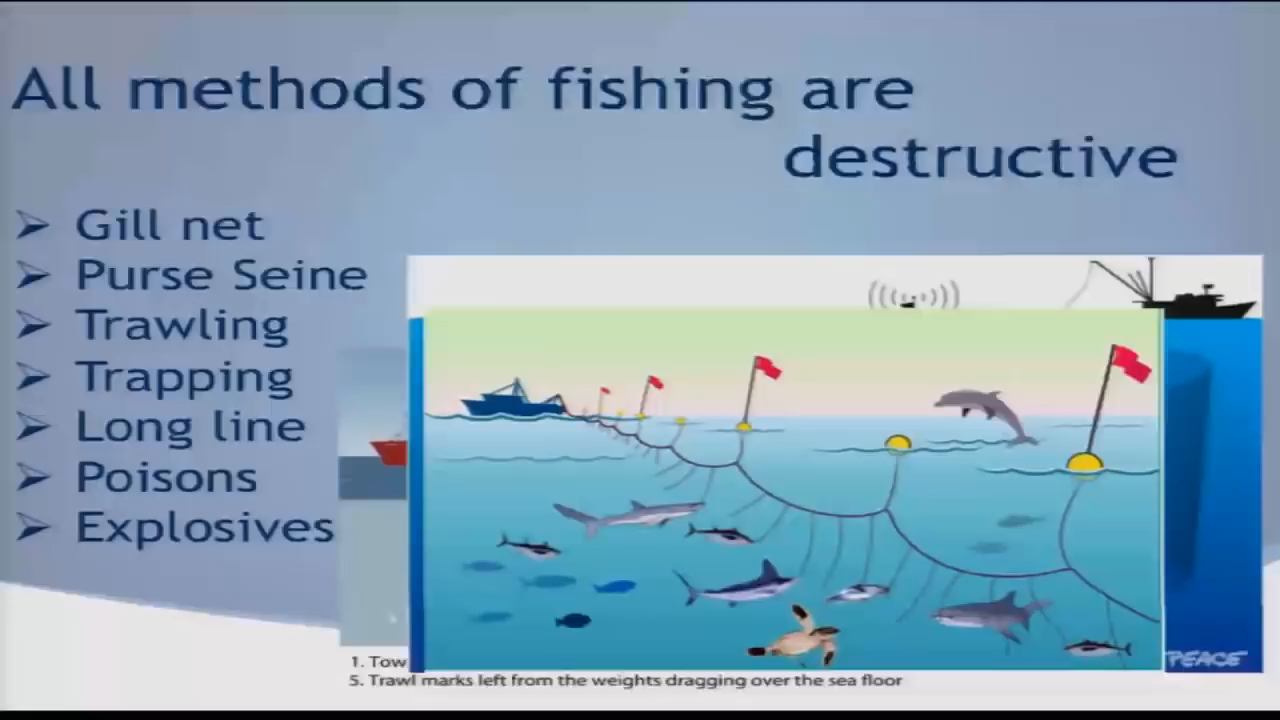 All methods of fishing are
destructive
Gill net
Purse Seine
Trawling
Trapping
Long line
Poisons
Explosives
PEACE
1. Tow
5. Trawl marks left from the weights dragging over the sea floor